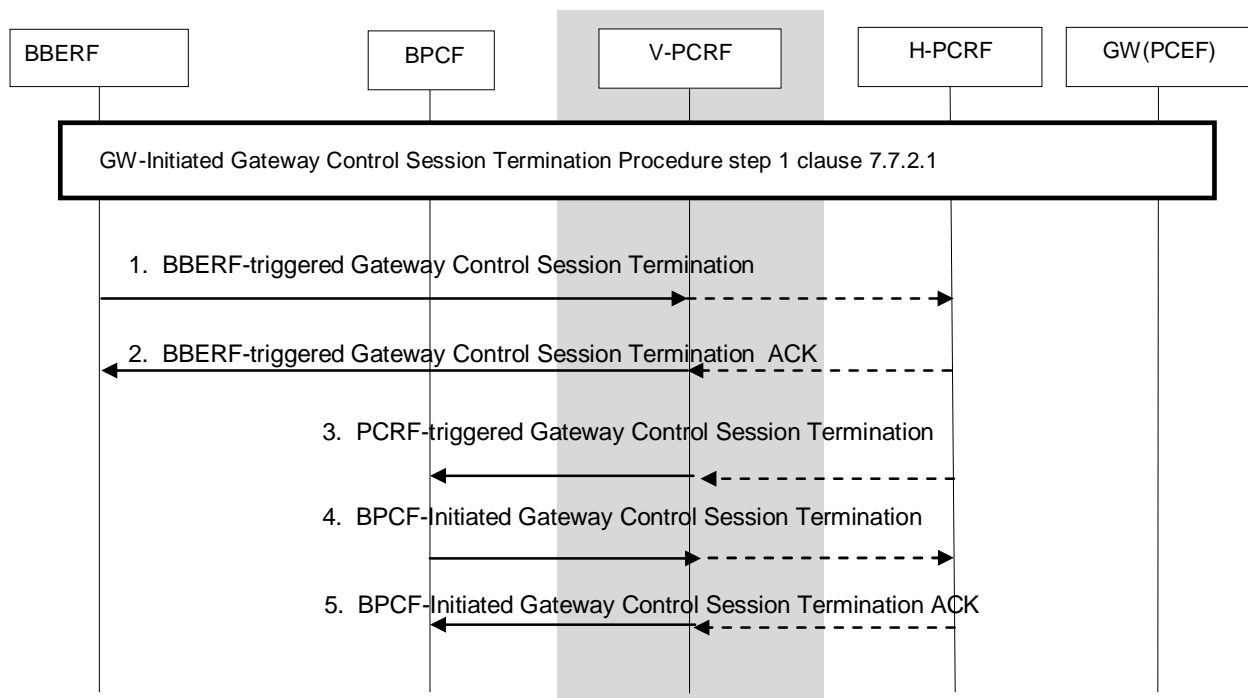 BBERF
BPCF
V-PCRF
H-PCRF
GW(PCEF)
GW-Initiated Gateway Control Session Termination Procedure step 1 clause 7.7.2.1
1. BBERF-triggered Gateway Control Session Termination
2. BBERF-triggered Gateway Control Session Termination ACK
3. PCRF-triggered Gateway Control Session Termination
4. BPCF-Initiated Gateway Control Session Termination
5. BPCF-Initiated Gateway Control Session Termination ACK